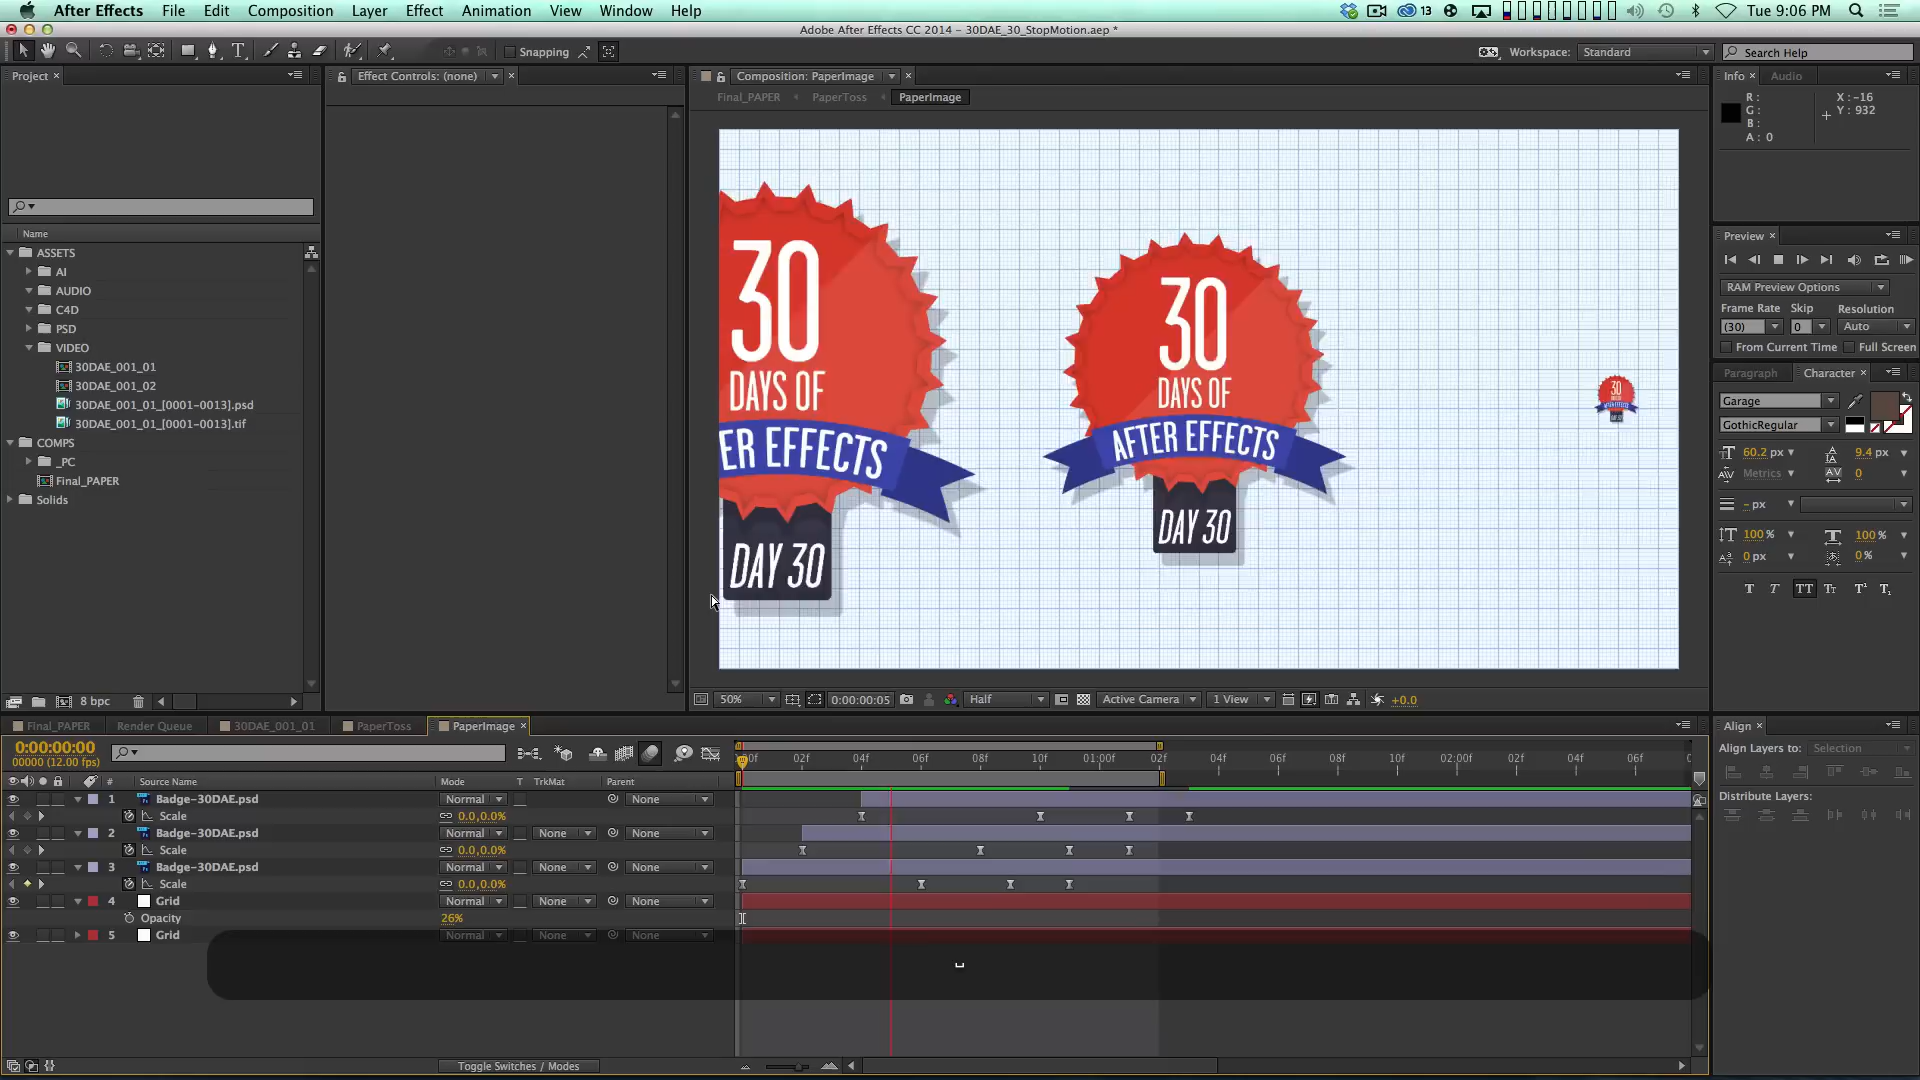 After Effects File Edit Composition Layer Effect Animation View Window Help 13 Tue 9:06 PM
Adobe After Effects CC 2014 – 30DAE_30_StopMotion.aep *
Snapping Workspace: Standard Search Help
Project × Effect Controls: (none) × Composition: PaperImage × Info × Audio
Final_PAPER PaperToss PaperImage
R: G: B: A: 0 X: -16 Y: 932
Name
ASSETS
AI
AUDIO
C4D
PSD
VIDEO
30DAE_001_01
30DAE_001_02
30DAE_001_01_[0001-0013].psd
30DAE_001_01_[0001-0013].tif
COMPS
_PC
Final_PAPER
Solids
30
DAYS OF
ER EFFECTS
DAY 30
30
DAYS OF
AFTER EFFECTS
DAY 30
30
Preview ×
RAM Preview Options
Frame Rate Skip Resolution
(30) 0 Auto
From Current Time Full Screen
Paragraph Character ×
Garage
GothicRegular
60.2 px 9.4 px
Metrics 0
- px
100 % 100 %
0 px 0 %
T T TT Tt T¹ T₁
8 bpc 50% 0:00:00:05 Half Active Camera 1 View +0.0
Final_PAPER Render Queue 30DAE_001_01 PaperToss PaperImage ×
0:00:00:00
00000 (12.00 fps)
00f 02f 04f 06f 08f 10f 01:00f 02f 04f 06f 08f 10f 02:00f 02f 04f 06f
# Source Name Mode T TrkMat Parent
1 Badge-30DAE.psd Normal None
Scale 0.0,0.0%
2 Badge-30DAE.psd Normal None None
Scale 0.0,0.0%
3 Badge-30DAE.psd Normal None None
Scale 0.0,0.0%
4 Grid Normal None None
Opacity 26%
5 Grid Normal None None
Toggle Switches / Modes
Align ×
Align Layers to: Selection
Distribute Layers: